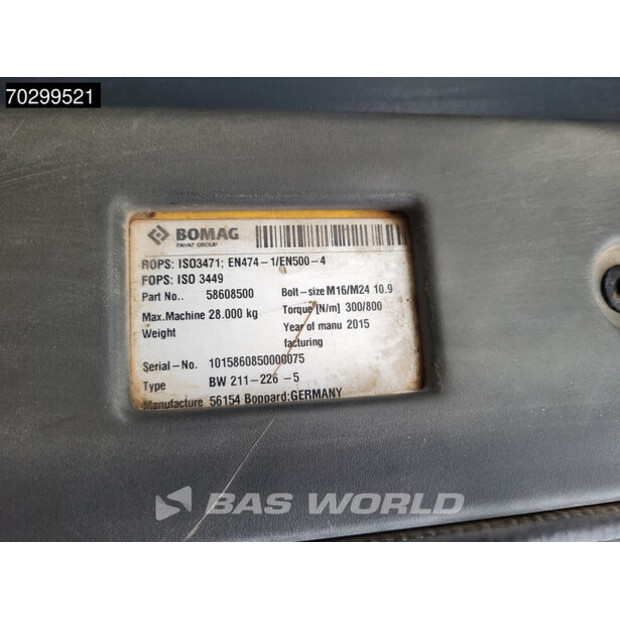 70299521
BOMAG
FAYAT GROUP
ROPS: ISO3471; EN474-1/EN500-4
FOPS: ISO 3449
Part No.. 58608500 Bolt-size M16/M24 10.9
Max.Machine 28.000 kg Torque [N/m] 300/800
Weight Year of manu 2015
facturing
Serial-No. 1015860850000075
Type BW 211-226 -5
Manufacture 56154 Boppard;GERMANY
BAS WORLD